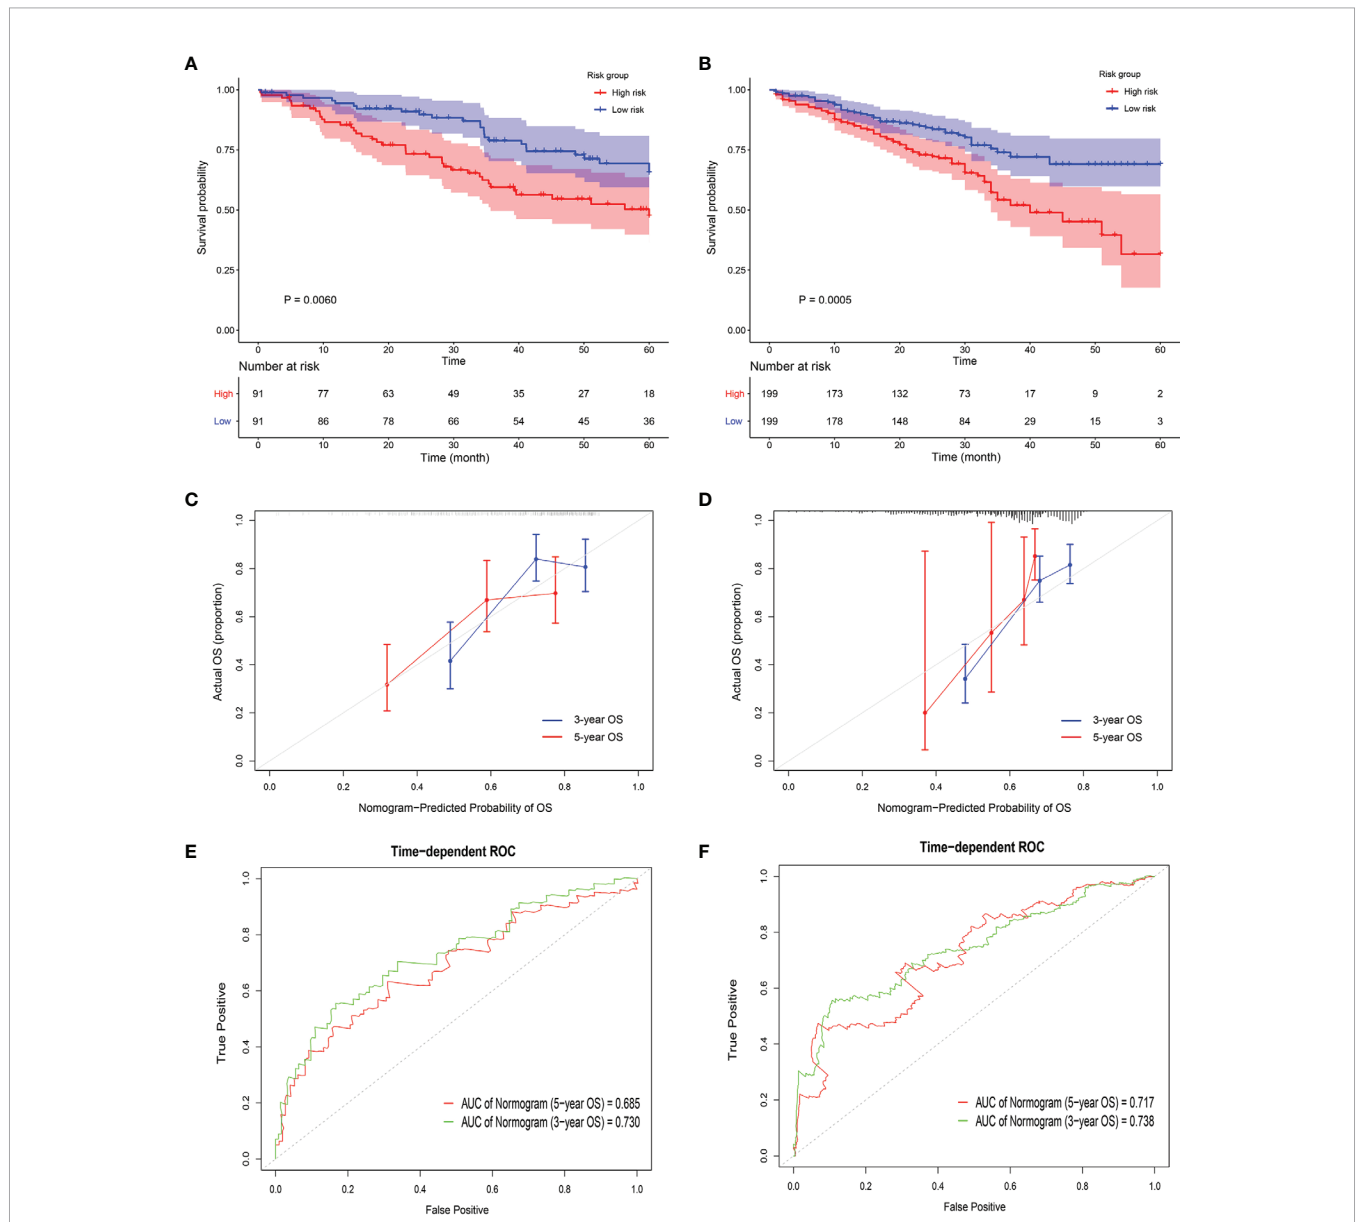 A
Risk group
High risk
Low risk
1.00
0.75
0.50
0.25
0.00
Survival probability
P = 0.0060
0 10 20 30 40 50 60
Time
Number at risk
High 91 77 63 49 35 27 18
Low 91 86 78 66 54 45 36
0 10 20 30 40 50 60
Time (month)
B
Risk group
High risk
Low risk
1.00
0.75
0.50
0.25
0.00
Survival probability
P = 0.0005
0 10 20 30 40 50 60
Time
Number at risk
High 199 173 132 73 17 9 2
Low 199 178 148 84 29 15 3
0 10 20 30 40 50 60
Time (month)
C
1.0
0.8
0.6
0.4
0.2
0.0
Actual OS (proportion)
3-year OS
5-year OS
0.0 0.2 0.4 0.6 0.8 1.0
Nomogram−Predicted Probability of OS
D
1.0
0.8
0.6
0.4
0.2
0.0
Actual OS (proportion)
3-year OS
5-year OS
0.0 0.2 0.4 0.6 0.8 1.0
Nomogram−Predicted Probability of OS
E
Time−dependent ROC
1.0
0.8
0.6
0.4
0.2
0.0
True Positive
AUC of Normogram (5−year OS) = 0.685
AUC of Normogram (3−year OS) = 0.730
0.0 0.2 0.4 0.6 0.8 1.0
False Positive
F
Time−dependent ROC
1.0
0.8
0.6
0.4
0.2
0.0
True Positive
AUC of Normogram (5−year OS) = 0.717
AUC of Normogram (3−year OS) = 0.738
0.0 0.2 0.4 0.6 0.8 1.0
False Positive